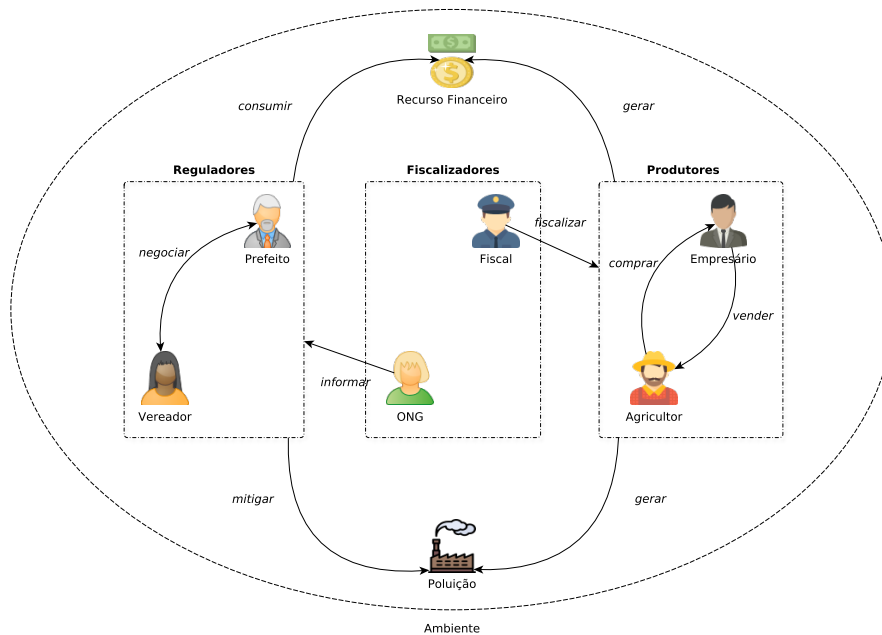 Recurso Financeiro
consumir
gerar
Reguladores
Fiscalizadores
Produtores
fiscalizar
negociar
Prefeito
Fiscal
comprar
Empresário
vender
informar
Vereador
ONG
Agricultor
mitigar
gerar
Poluição
Ambiente